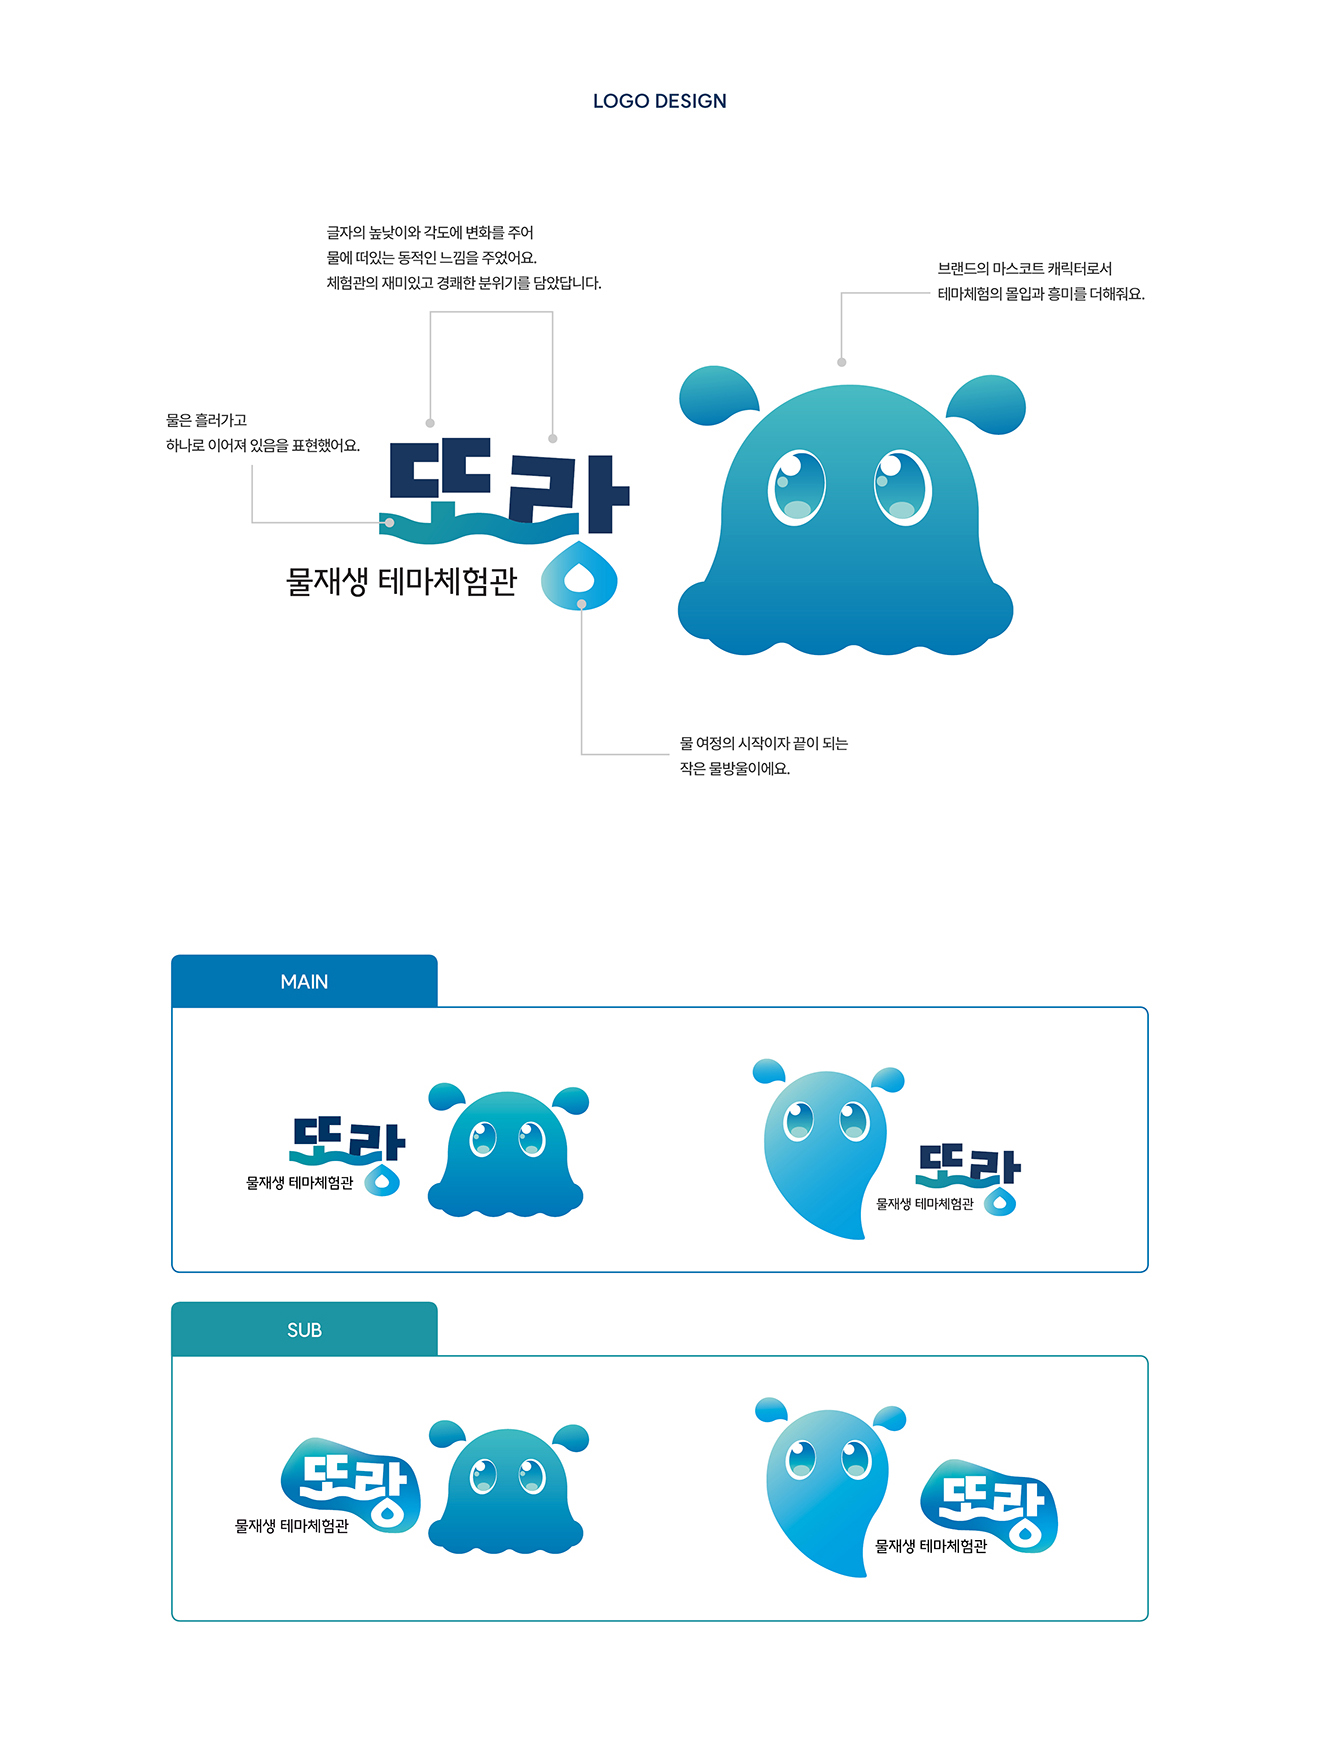 LOGO DESIGN
글자의 높낮이와 각도에 변화를 주어
물에 떠있는 동적인 느낌을 주었어요.
체험관의 재미있고 경쾌한 분위기를 담았답니다.
브랜드의 마스코트 캐릭터로서
테마체험의 몰입과 흥미를 더해줘요.
물은 흘러가고
하나로 이어져 있음을 표현했어요.
또랑
물재생 테마체험관
물 여정의 시작이자 끝이 되는
작은 물방울이에요.
MAIN
또랑
물재생 테마체험관
또랑
물재생 테마체험관
SUB
또랑
물재생 테마체험관
또랑
물재생 테마체험관